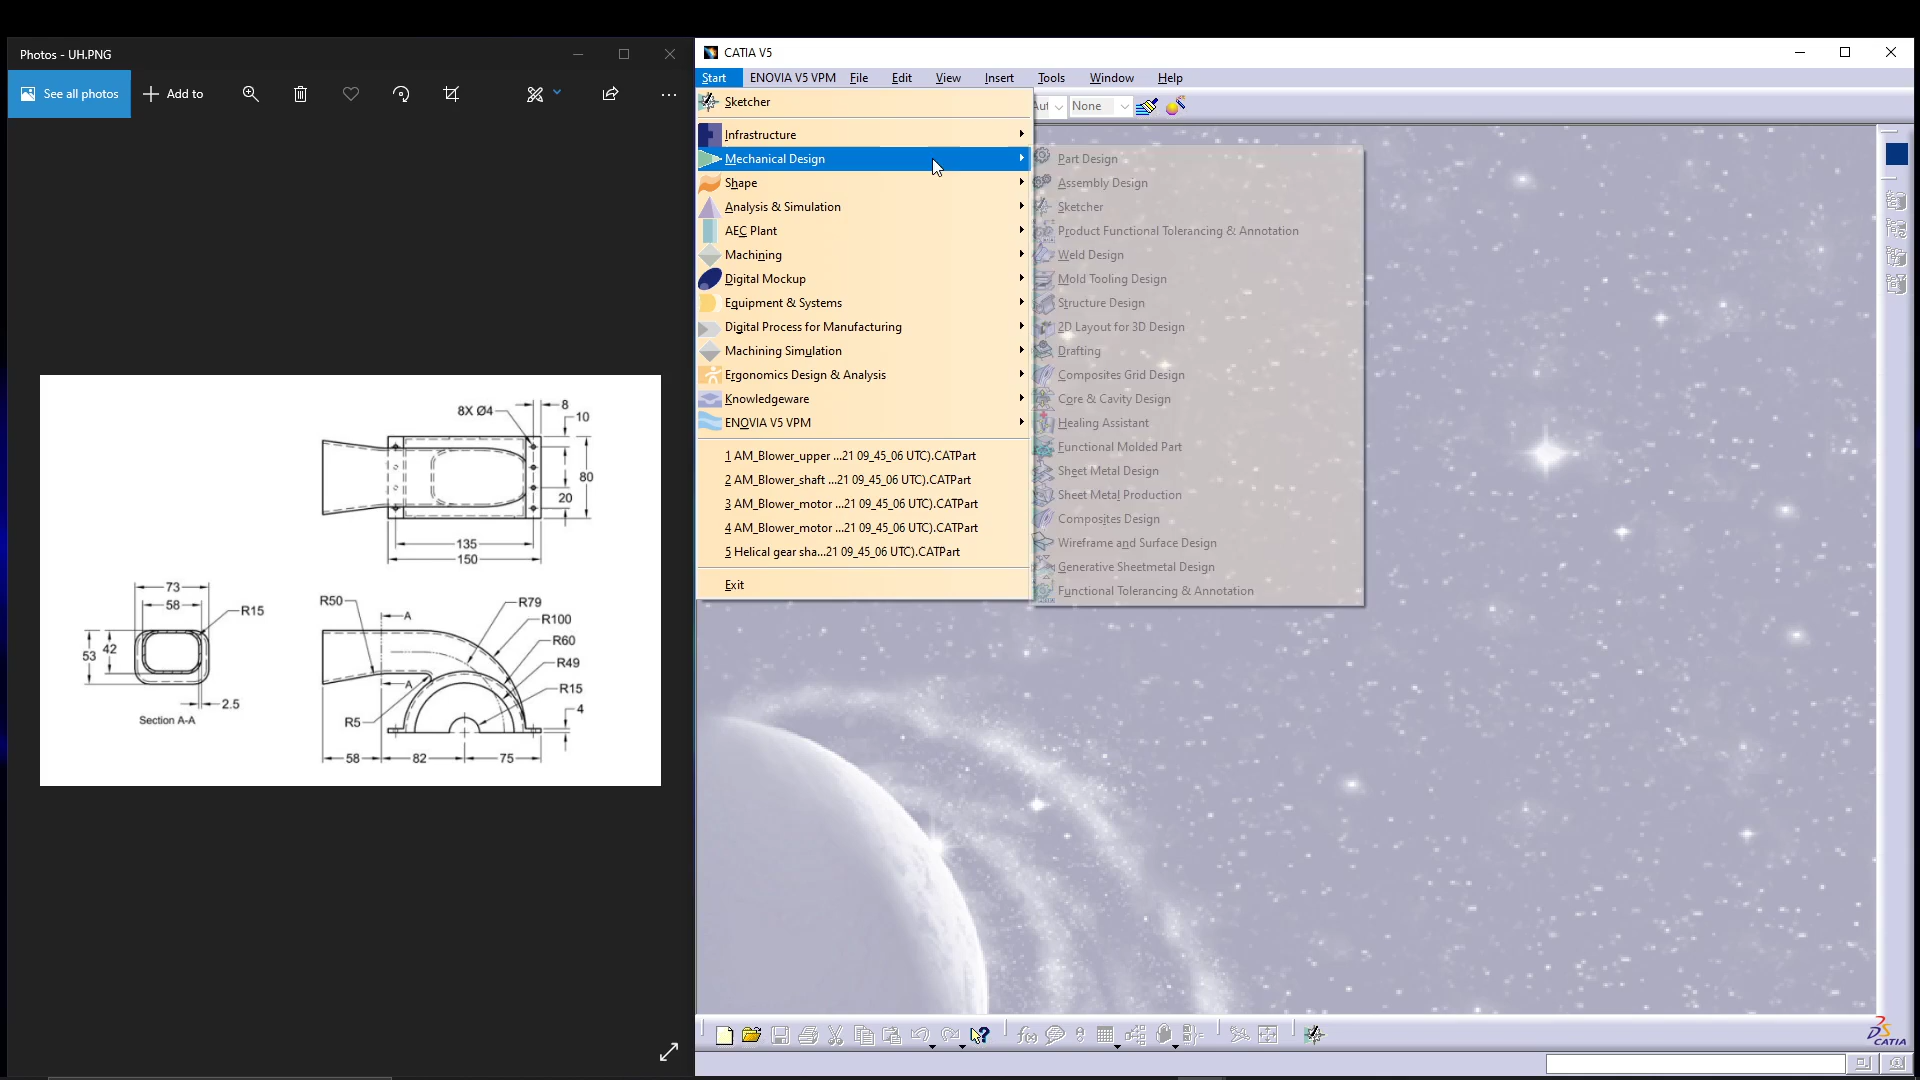 Photos - UH.PNG
See all photos
Add to
8X Ø4
8
10
80
20
135
150
73
58
R15
53
42
2.5
Section A-A
R50
A
R79
R100
R60
R49
R15
A
R5
4
58
82
75
CATIA V5
Start ENOVIA V5 VPM File Edit View Insert Tools Window Help
Aut
None
Sketcher
Infrastructure
Mechanical Design
Shape
Analysis & Simulation
AEC Plant
Machining
Digital Mockup
Equipment & Systems
Digital Process for Manufacturing
Machining Simulation
Ergonomics Design & Analysis
Knowledgeware
ENOVIA V5 VPM
1 AM_Blower_upper ...21 09_45_06 UTC).CATPart
2 AM_Blower_shaft ...21 09_45_06 UTC).CATPart
3 AM_Blower_motor ...21 09_45_06 UTC).CATPart
4 AM_Blower_motor ...21 09_45_06 UTC).CATPart
5 Helical gear sha...21 09_45_06 UTC).CATPart
Exit
Part Design
Assembly Design
Sketcher
Product Functional Tolerancing & Annotation
Weld Design
Mold Tooling Design
Structure Design
2D Layout for 3D Design
Drafting
Composites Grid Design
Core & Cavity Design
Healing Assistant
Functional Molded Part
Sheet Metal Design
Sheet Metal Production
Composites Design
Wireframe and Surface Design
Generative Sheetmetal Design
Functional Tolerancing & Annotation
CATIA